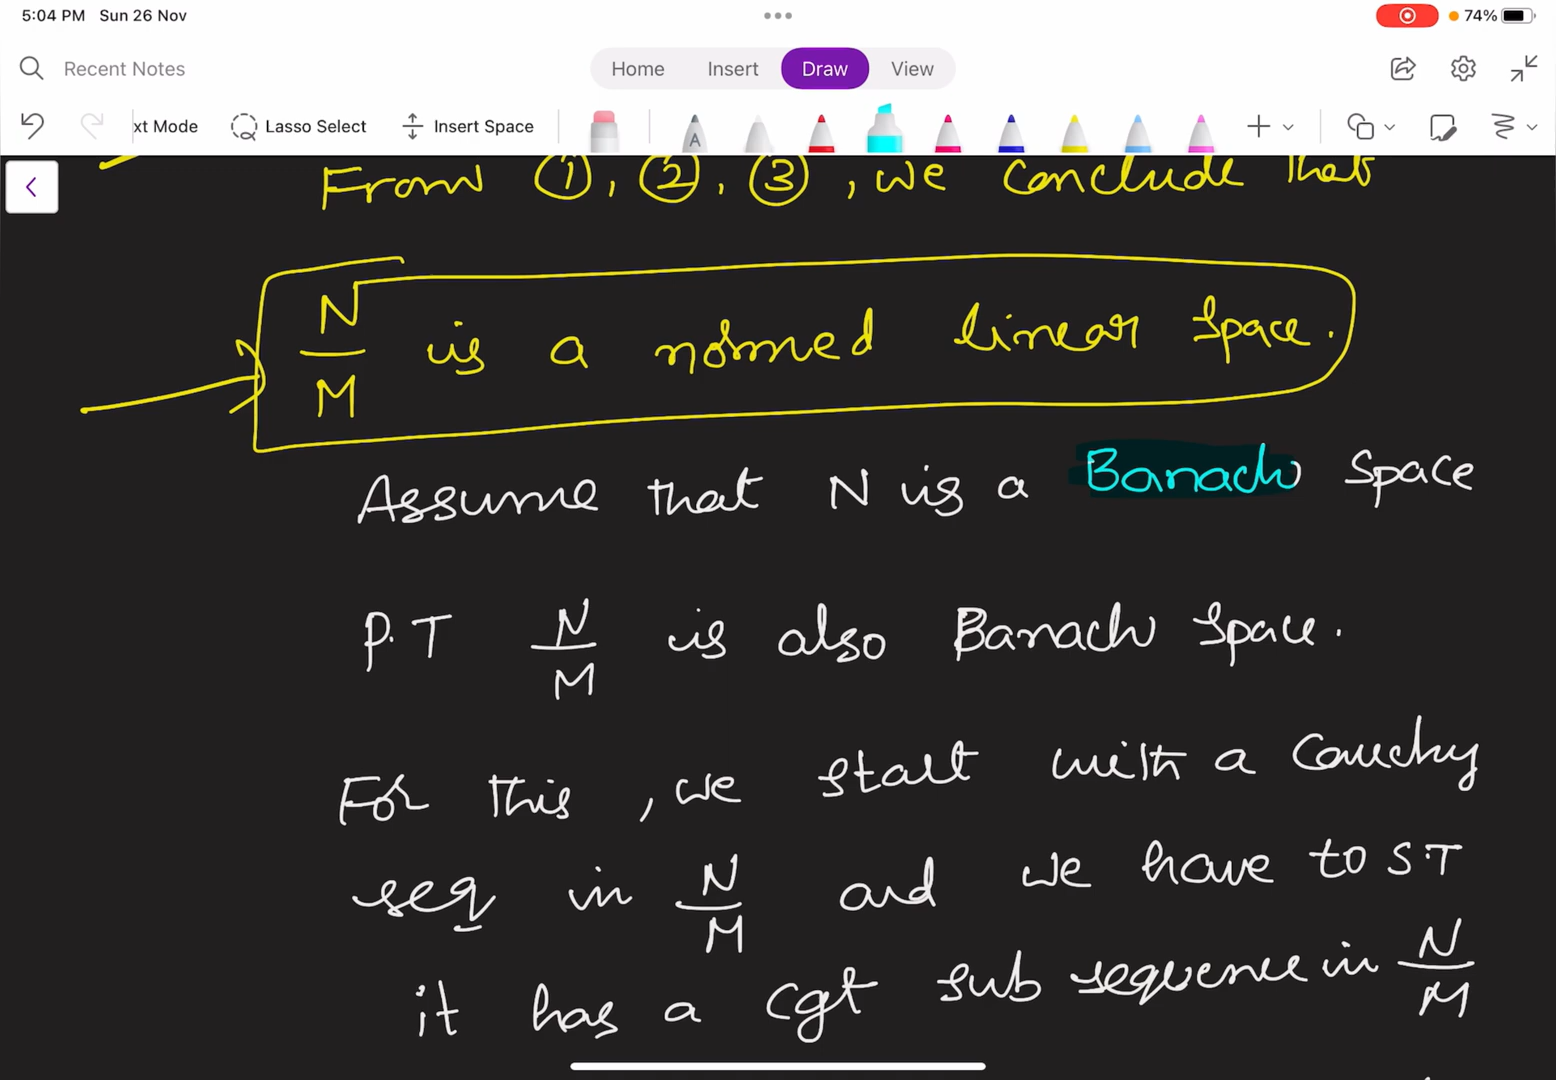 5:04 PM Sun 26 Nov
74%
Recent Notes
Home Insert Draw View
xt Mode Lasso Select Insert Space
A
From ①, ②, ③, we conclude that
N/M is a normed linear space.
Assume that N is a Banach Space
P.T N/M is also Banach space.
For this, we start with a Cauchy
seq in N/M and we have to S.T
it has a cgt sub sequence in N/M